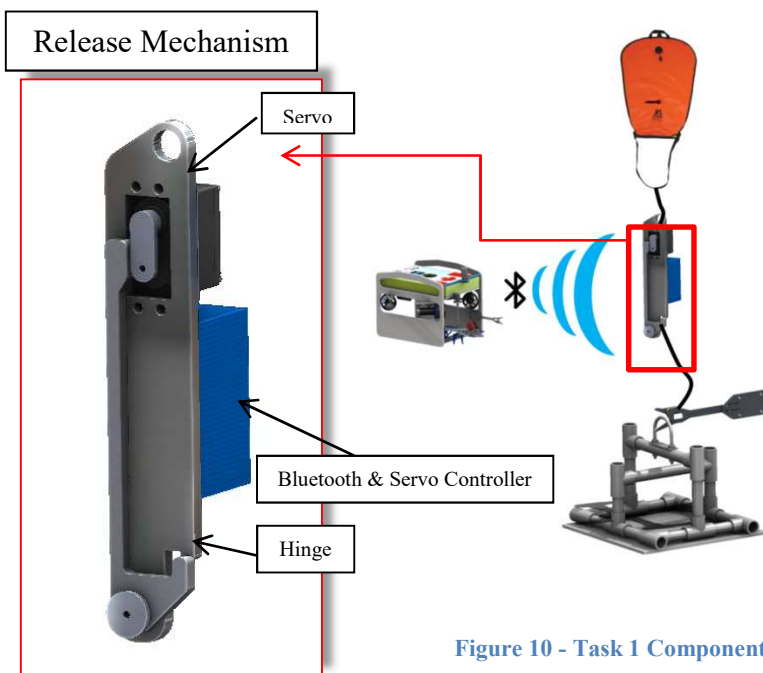 Release Mechanism
Servo
Bluetooth & Servo Controller
Hinge
Figure 10 - Task 1 Component